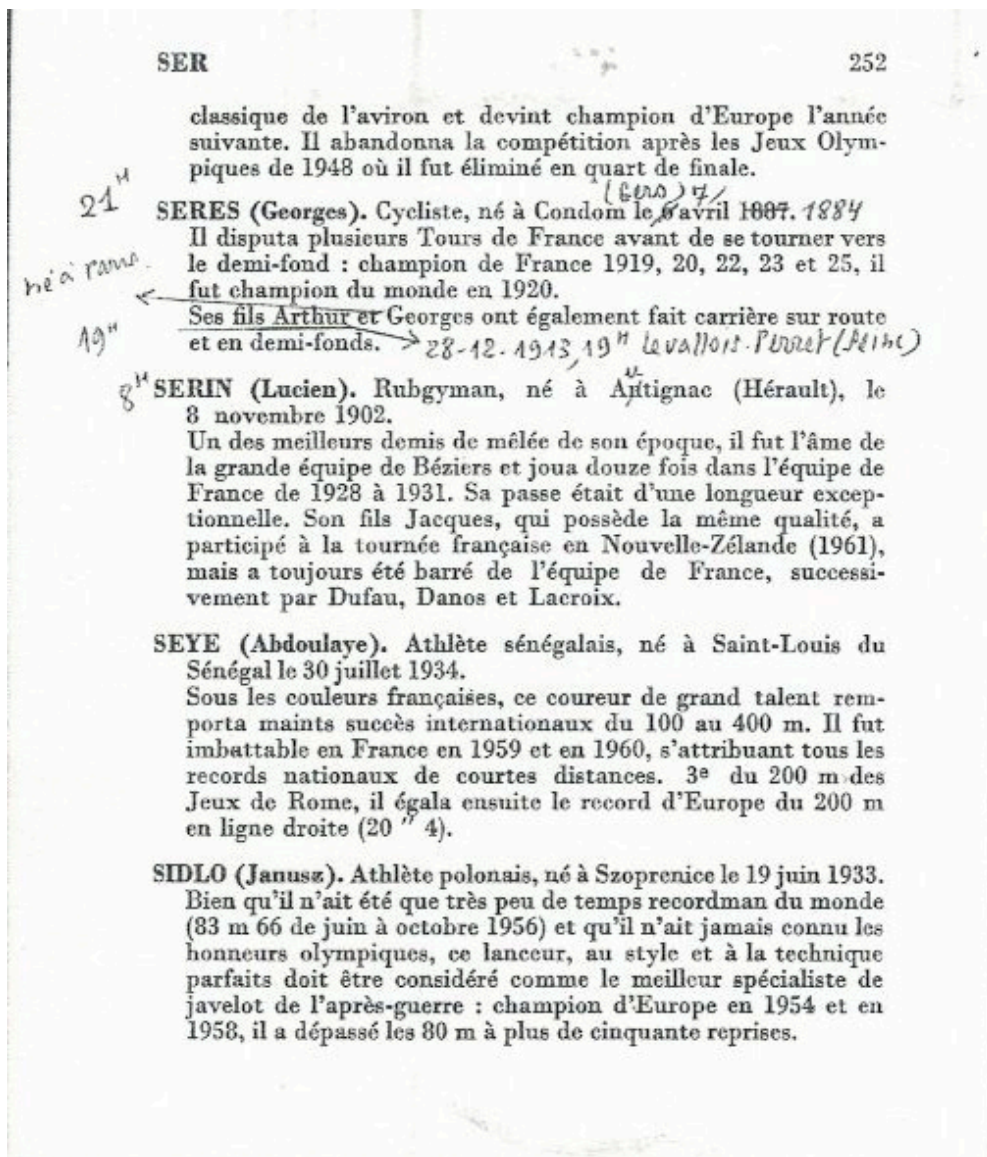 SER 252
classique de l'aviron et devint champion d'Europe l'année
suivante. Il abandonna la compétition après les Jeux Olym-
piques de 1948 où il fut éliminé en quart de finale.
(Gers) 7/
21 H
SERES (Georges). Cycliste, né à Condom le 6 avril 1887. 1884
Il disputa plusieurs Tours de France avant de se tourner vers
le demi-fond : champion de France 1919, 20, 22, 23 et 25, il
né à Paris.
fut champion du monde en 1920.
Ses fils Arthur et Georges ont également fait carrière sur route
19 H
et en demi-fonds. 28-12-1913, 19 H Levallois-Perret (Seine)
8 H
SERIN (Lucien). Rubgyman, né à Antignac (Hérault), le
u
8 novembre 1902.
Un des meilleurs demis de mêlée de son époque, il fut l'âme de
la grande équipe de Béziers et joua douze fois dans l'équipe de
France de 1928 à 1931. Sa passe était d'une longueur excep-
tionnelle. Son fils Jacques, qui possède la même qualité, a
participé à la tournée française en Nouvelle-Zélande (1961),
mais a toujours été barré de l'équipe de France, successi-
vement par Dufau, Danos et Lacroix.
SEYE (Abdoulaye). Athlète sénégalais, né à Saint-Louis du
Sénégal le 30 juillet 1934.
Sous les couleurs françaises, ce coureur de grand talent rem-
porta maints succès internationaux du 100 au 400 m. Il fut
imbattable en France en 1959 et en 1960, s'attribuant tous les
records nationaux de courtes distances. 3e du 200 m des
Jeux de Rome, il égala ensuite le record d'Europe du 200 m
en ligne droite (20 " 4).
SIDLO (Janusz). Athlète polonais, né à Szoprenice le 19 juin 1933.
Bien qu'il n'ait été que très peu de temps recordman du monde
(83 m 66 de juin à octobre 1956) et qu'il n'ait jamais connu les
honneurs olympiques, ce lanceur, au style et à la technique
parfaits doit être considéré comme le meilleur spécialiste de
javelot de l'après-guerre : champion d'Europe en 1954 et en
1958, il a dépassé les 80 m à plus de cinquante reprises.